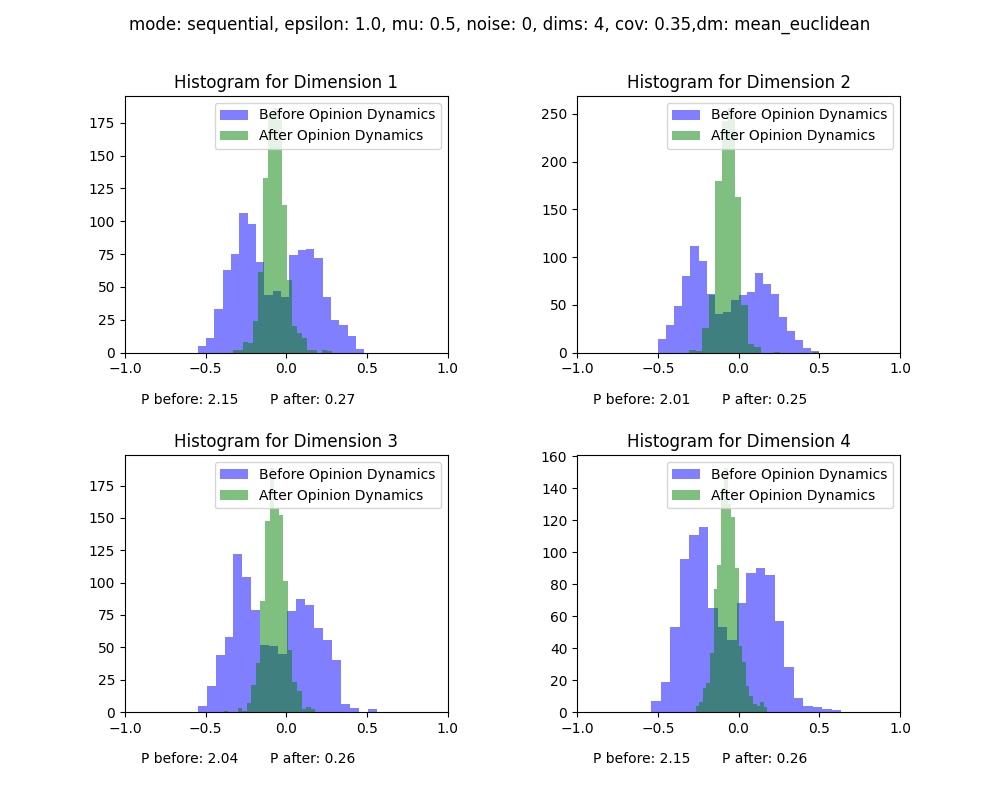 mode: sequential, epsilon: 1.0, mu: 0.5, noise: 0, dims: 4, cov: 0.35,dm: mean_euclidean
Histogram for Dimension 1
Before Opinion Dynamics
After Opinion Dynamics
175
150
125
100
75
50
25
0
−1.0 −0.5 0.0 0.5 1.0
P before: 2.15 P after: 0.27
Histogram for Dimension 2
Before Opinion Dynamics
After Opinion Dynamics
250
200
150
100
50
0
−1.0 −0.5 0.0 0.5 1.0
P before: 2.01 P after: 0.25
Histogram for Dimension 3
Before Opinion Dynamics
After Opinion Dynamics
175
150
125
100
75
50
25
0
−1.0 −0.5 0.0 0.5 1.0
P before: 2.04 P after: 0.26
Histogram for Dimension 4
Before Opinion Dynamics
After Opinion Dynamics
160
140
120
100
80
60
40
20
0
−1.0 −0.5 0.0 0.5 1.0
P before: 2.15 P after: 0.26